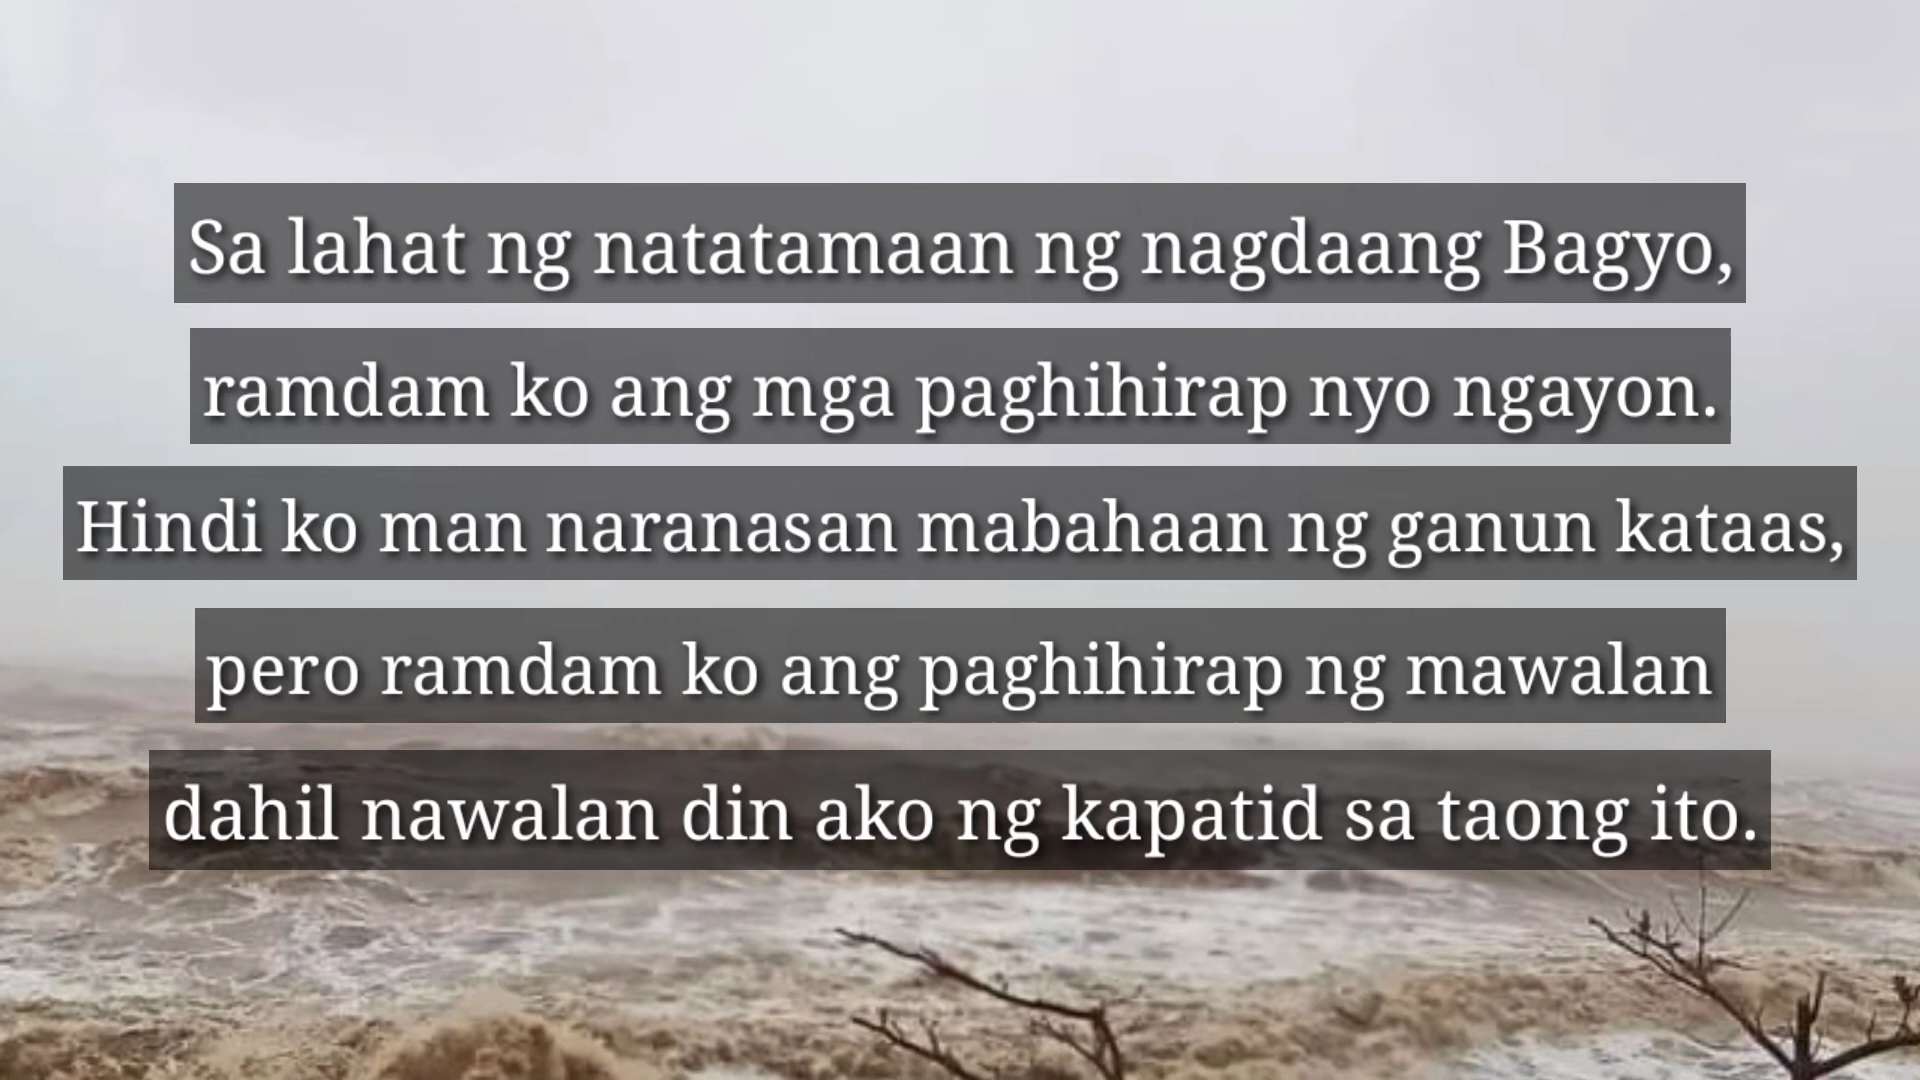 Sa lahat ng natatamaan ng nagdaang Bagyo,
ramdam ko ang mga paghihirap nyo ngayon.
Hindi ko man naranasan mabahaan ng ganun kataas,
pero ramdam ko ang paghihirap ng mawalan
dahil nawalan din ako ng kapatid sa taong ito.